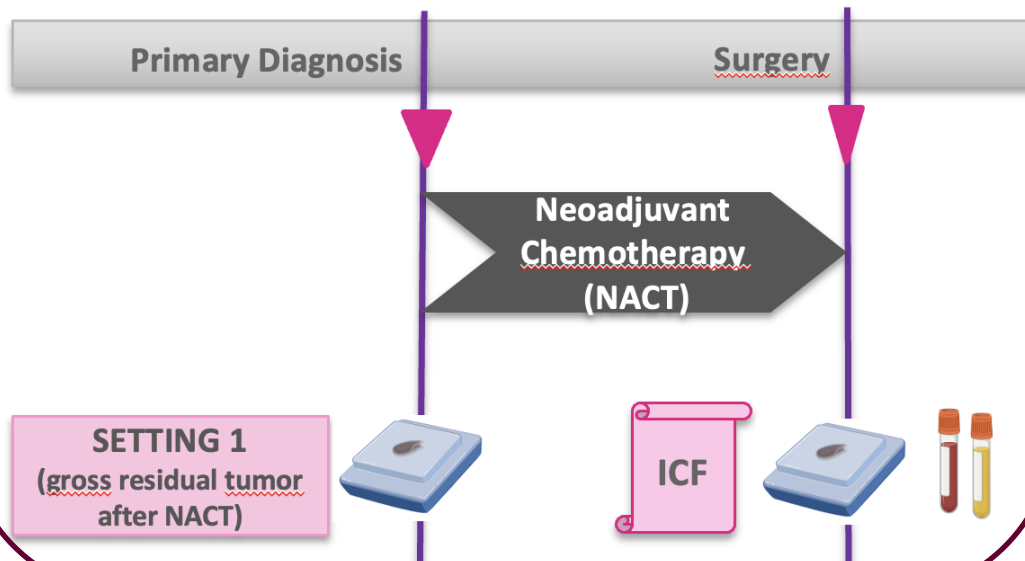 Primary Diagnosis
Surgery
Neoadjuvant
Chemotherapy
(NACT)
SETTING 1
(gross residual tumor
after NACT)
ICF